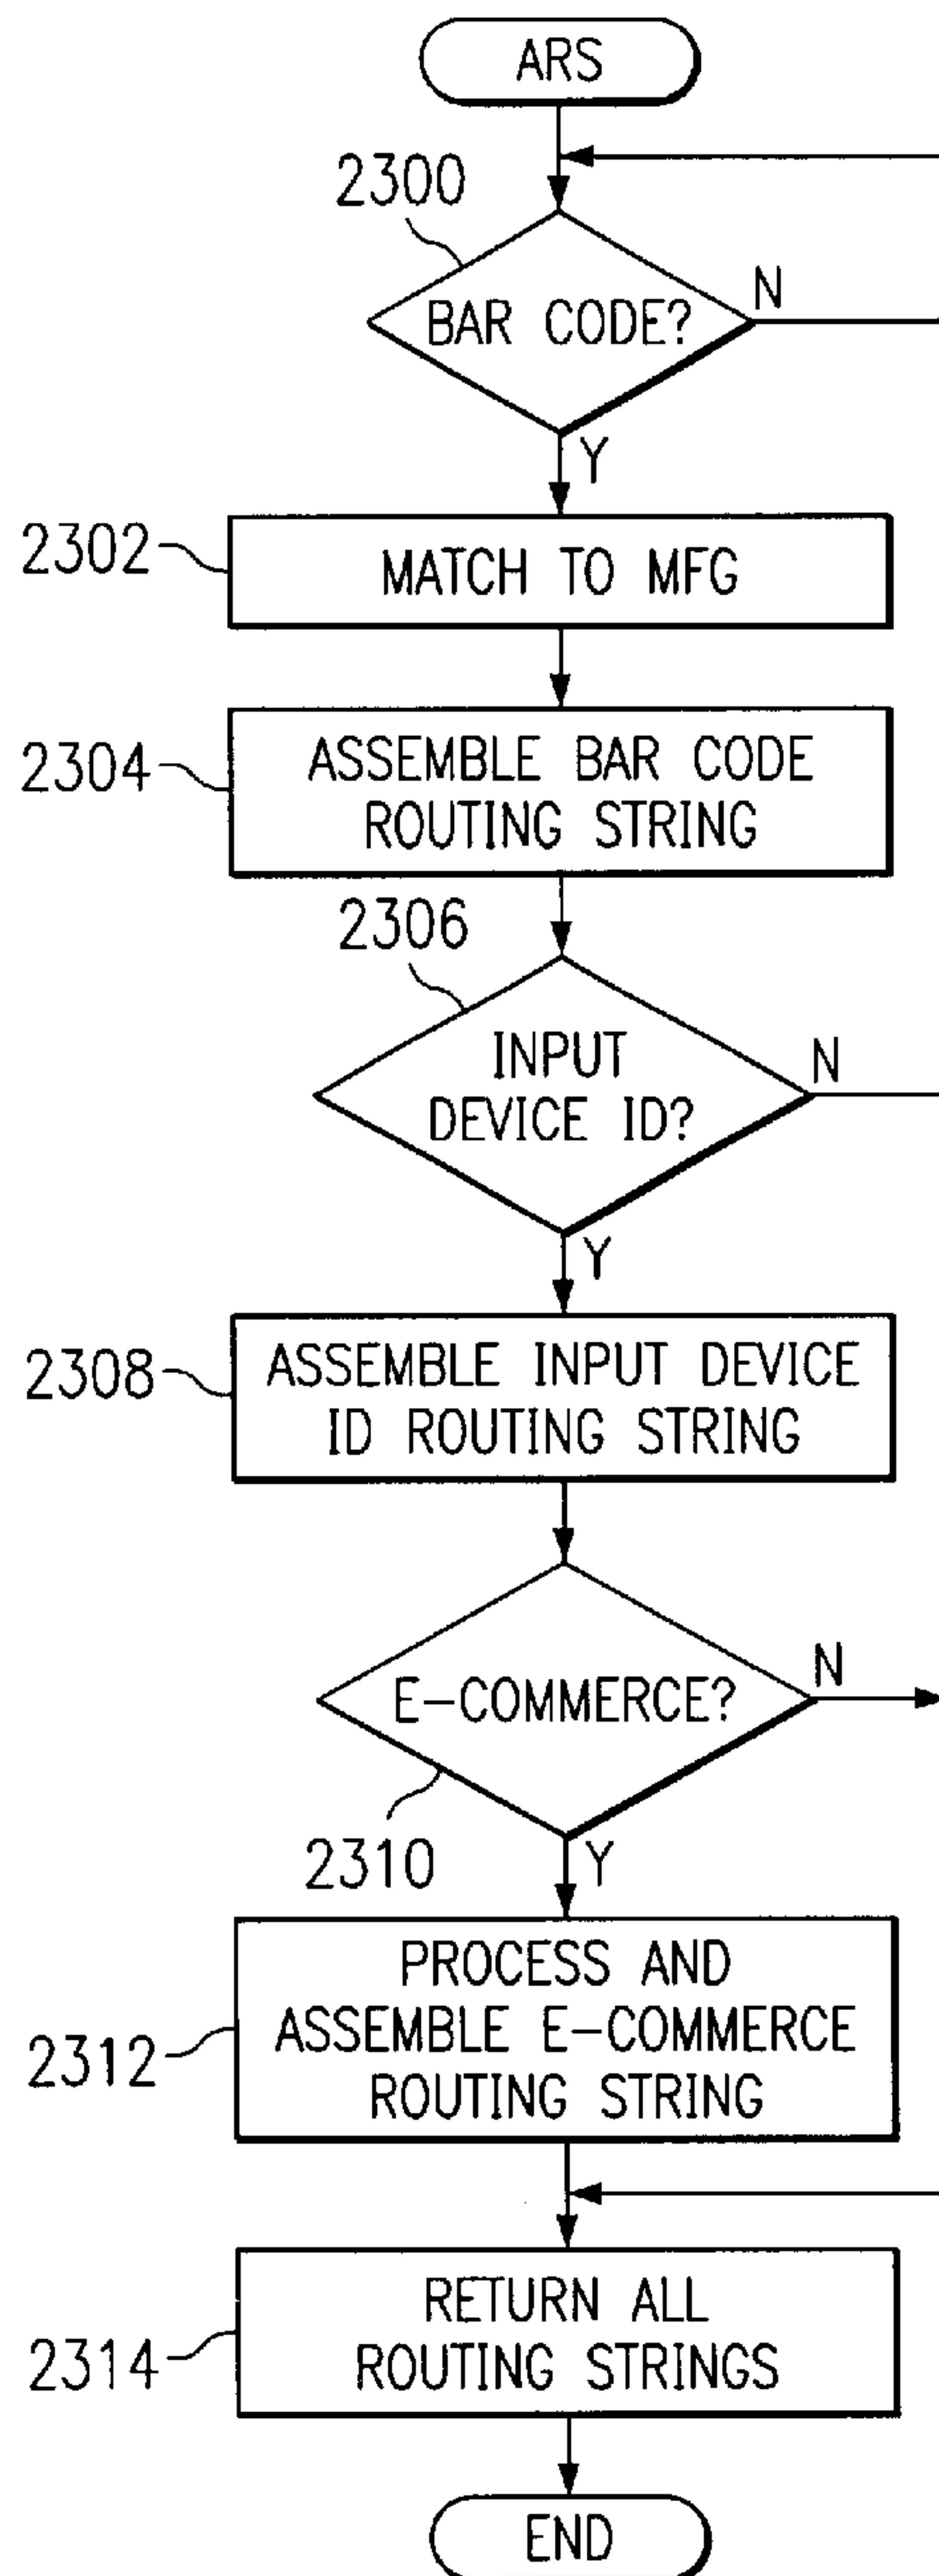 ARS
2300
BAR CODE?
N
Y
2302
MATCH TO MFG
2304
ASSEMBLE BAR CODE
ROUTING STRING
2306
INPUT
DEVICE ID?
N
Y
2308
ASSEMBLE INPUT DEVICE
ID ROUTING STRING
E-COMMERCE?
N
2310
Y
2312
PROCESS AND
ASSEMBLE E-COMMERCE
ROUTING STRING
2314
RETURN ALL
ROUTING STRINGS
END